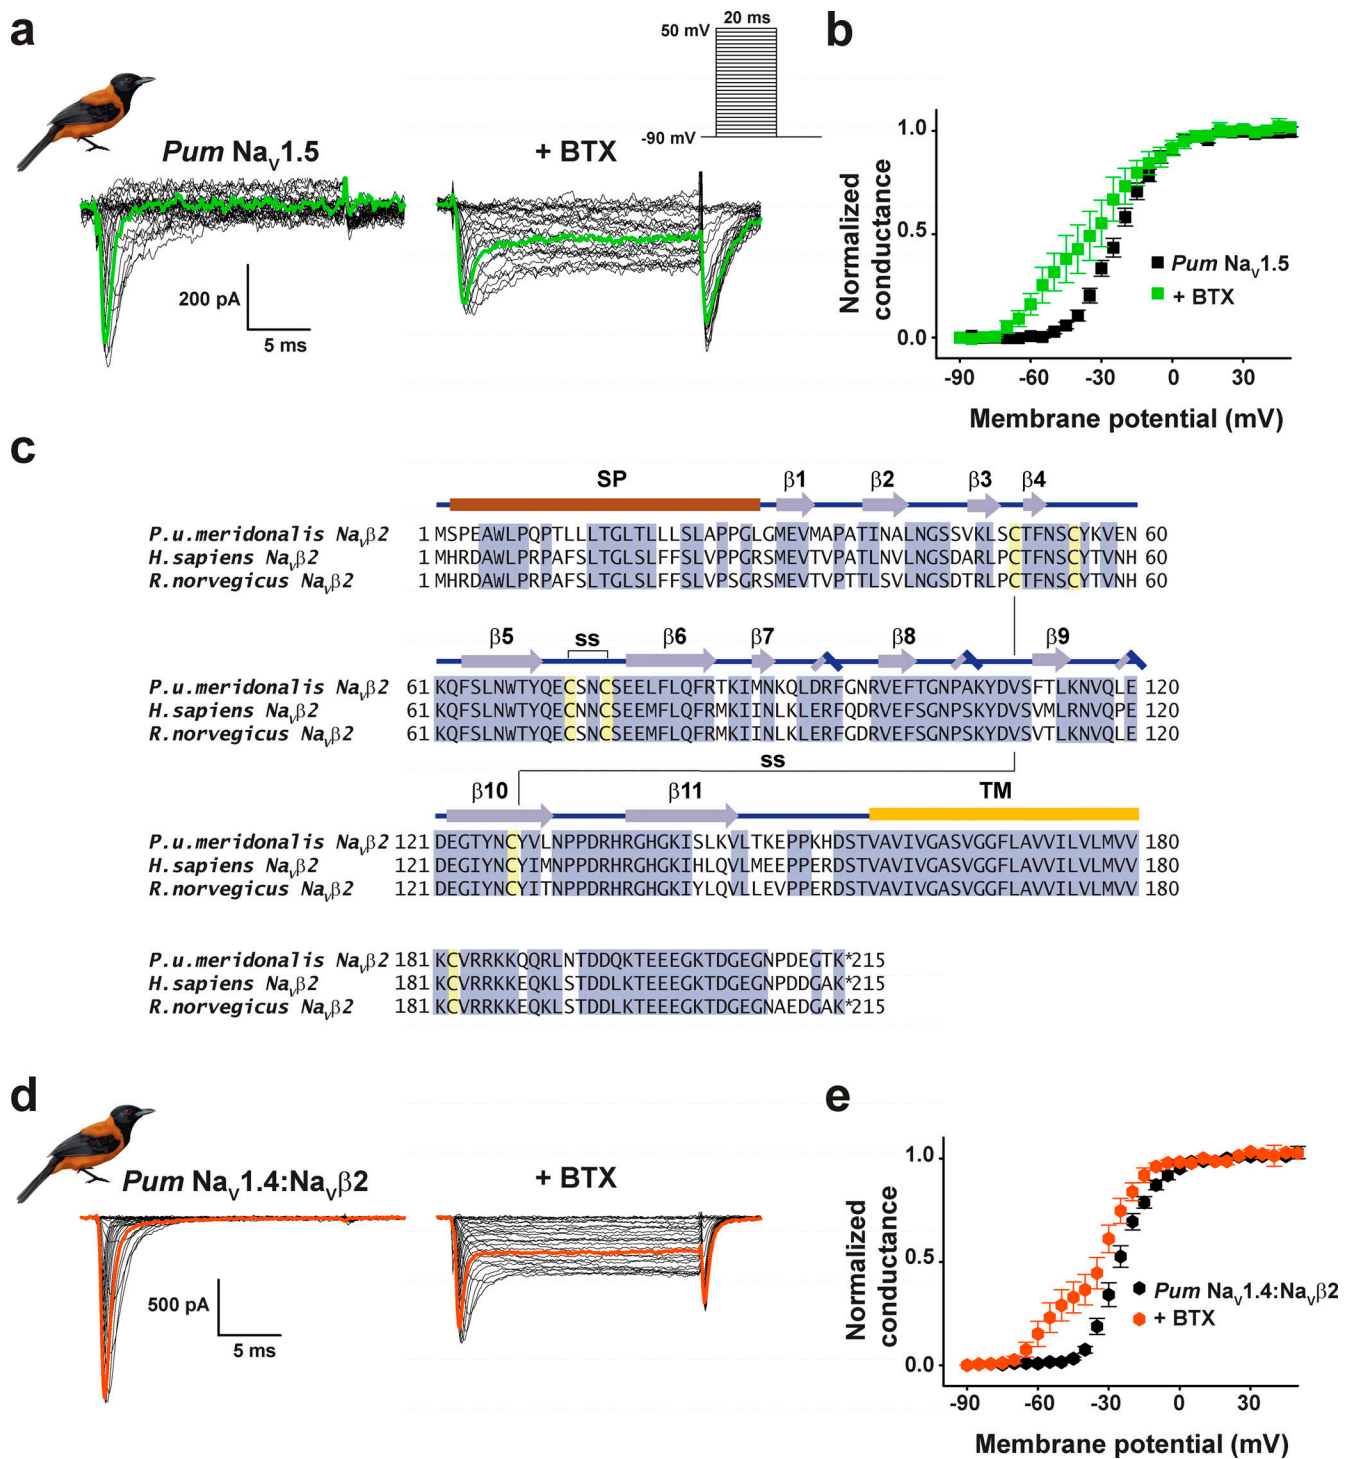 a
20 ms
50 mV
-90 mV
Pum NaV1.5
+ BTX
200 pA
5 ms
b
1.0
0.5
0.0
Normalized
conductance
Pum NaV1.5
+ BTX
-90 -60 -30 0 30
Membrane potential (mV)
c
SP β1 β2 β3 β4
P.u.meridonalis NaVβ2 1 MSPEAWLPQPTLLLTGLTLLLSLAPPGLGMEVMAPATINALNGSSVKLSCTFNSCYKVEN 60
H.sapiens NaVβ2 1 MHRDAWLPRPAFSLTGLSLFFSLVPPGRSMEVTVPATLNVLNGSDARLPCTFNSCYTVNH 60
R.norvegicus NaVβ2 1 MHRDAWLPRPAFSLTGLSLFFSLVPSGRSMEVTVPTTLSVLNGSDTRLPCTFNSCYTVNH 60
β5 ss β6 β7 β8 β9
P.u.meridonalis NaVβ2 61 KQFSLNWTYQECSNCSEELFLQFRTKIMNKQLDRFGNRVEFTGNPAKYDVSFTLKNVQLE 120
H.sapiens NaVβ2 61 KQFSLNWTYQECNNCSEEMFLQFRMKIINLKLERFQDRVEFSGNPSKYDVSVMLRNVQPE 120
R.norvegicus NaVβ2 61 KQFSLNWTYQECSNCSEEMFLQFRMKIINLKLERFGDRVEFSGNPSKYDVSVTLKNVQLE 120
ss
β10 β11 TM
P.u.meridonalis NaVβ2 121 DEGTYNCYVLNPPDRHRGHGKISLKVLTKEPPKHDSTVAVIVGASVGGFLAVVILVLMVV 180
H.sapiens NaVβ2 121 DEGIYNCYIMNPPDRHRGHGKIHLQVLMEEPPERDSTVAVIVGASVGGFLAVVILVLMVV 180
R.norvegicus NaVβ2 121 DEGIYNCYITNPPDRHRGHGKIYLQVLLEVPPERDSTVAVIVGASVGGFLAVVILVLMVV 180
P.u.meridonalis NaVβ2 181 KCVRRKKQQRLNTDDQKTEEEGKTDGEGNPDEGTK*215
H.sapiens NaVβ2 181 KCVRRKKEQKLSTDDLKTEEEGKTDGEGNPDDGAK*215
R.norvegicus NaVβ2 181 KCVRRKKEQKLSTDDLKTEEEGKTDGEGNAEDGAK*215
d
Pum NaV1.4:NaVβ2
+ BTX
500 pA
5 ms
e
1.0
0.5
0.0
Normalized
conductance
Pum NaV1.4:NaVβ2
+ BTX
-90 -60 -30 0 30
Membrane potential (mV)